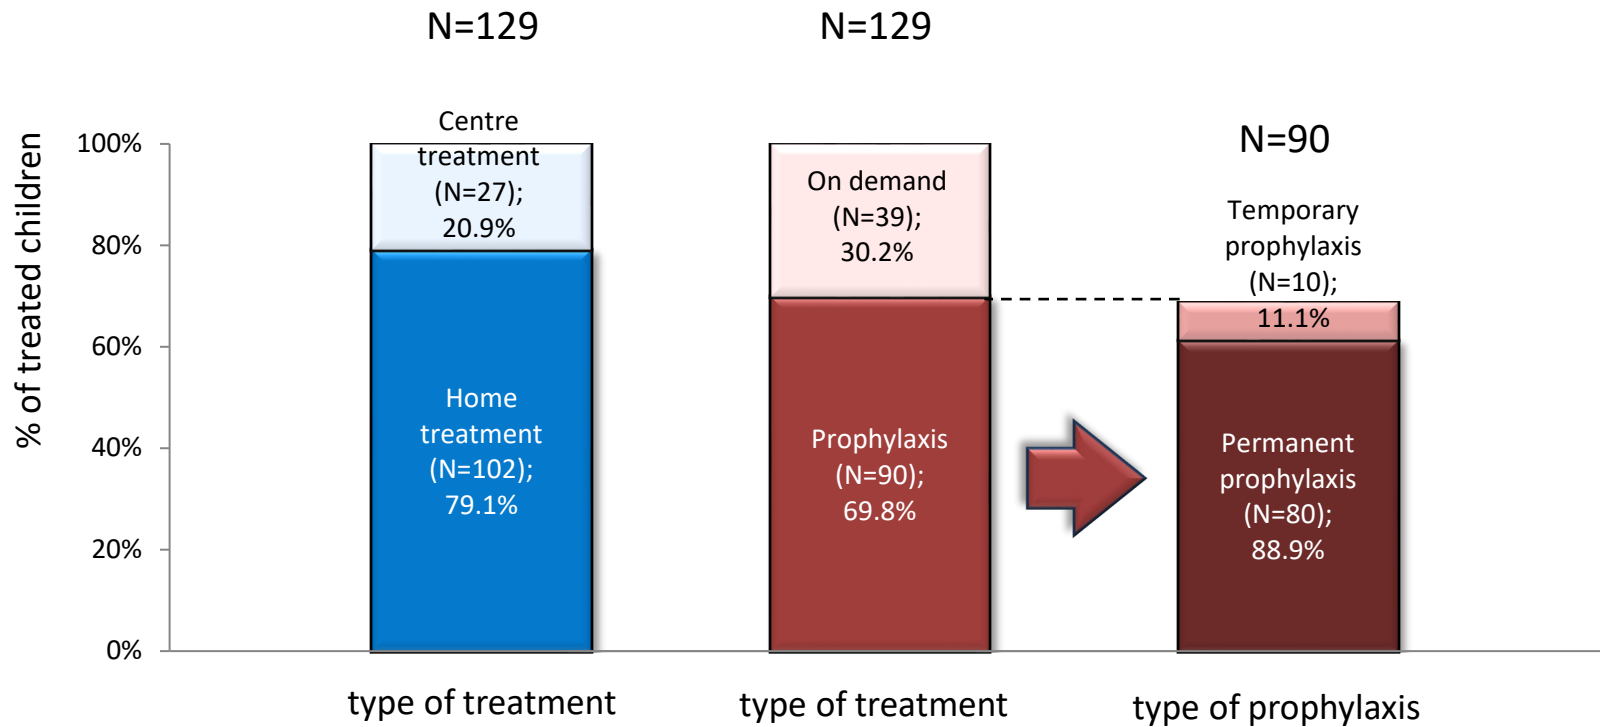 N=129
N=129
N=90
% of treated children
100%
80%
60%
40%
20%
0%
Centre
treatment
(N=27);
20.9%
Home
treatment
(N=102);
79.1%
On demand
(N=39);
30.2%
Prophylaxis
(N=90);
69.8%
Temporary
prophylaxis
(N=10);
11.1%
Permanent
prophylaxis
(N=80);
88.9%
type of treatment
type of treatment
type of prophylaxis